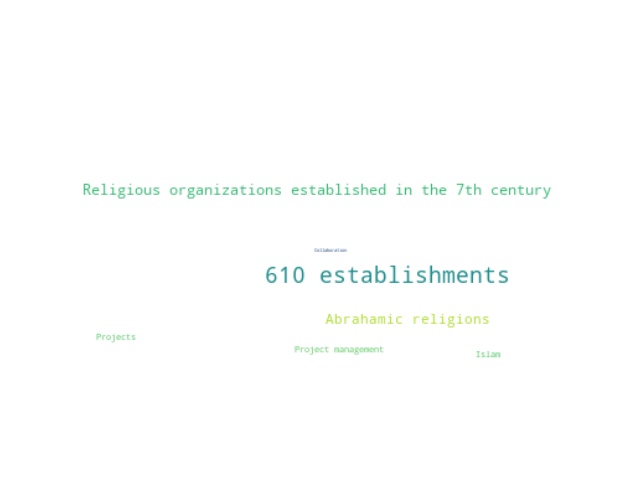 Religious organizations established in the 7th century
Collaboration
610 establishments
Abrahamic religions
Projects
Project management
Islam